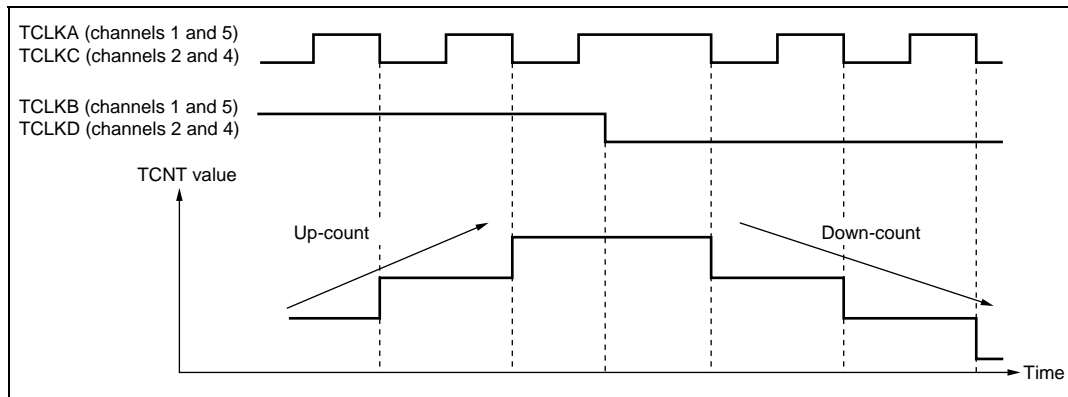 TCLKA (channels 1 and 5)
TCLKC (channels 2 and 4)
TCLKB (channels 1 and 5)
TCLKD (channels 2 and 4)
TCNT value
Up-count
Down-count
Time